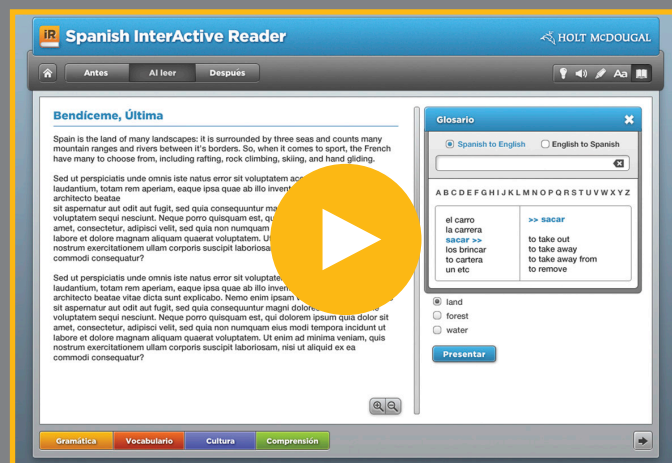 iR Spanish InterActive Reader
HOLT McDOUGAL
Antes Al leer Después
Aa
Bendíceme, Última
Spain is the land of many landscapes: it is surrounded by three seas and counts many
mountain ranges and rivers between it's borders. So, when it comes to sport, the French
have many to choose from, including rafting, rock climbing, skiing, and hand gliding.
Sed ut perspiciatis unde omnis iste natus error sit voluptatem
laudantium, totam rem aperiam, eaque ipsa quae ab illo
architecto beatae
sit aspernatur aut odit aut fugit, sed quia consequuntur
voluptatem sequi nesciunt. Neque porro quisquam est,
amet, consectetur, adipisci velit, sed quia non numquam
labore et dolore magnam aliquam quaerat voluptatem.
nostrum exercitationem ullam corporis suscipit
commodi consequatur?
Sed ut perspiciatis unde omnis iste natus error sit
laudantium, totam rem aperiam, eaque ipsa quae ab illo
architecto beatae vitae dicta sunt explicabo. Nemo enim ipsam
sit aspernatur aut odit aut fugit, sed quia consequuntur magni
voluptatem sequi nesciunt. Neque porro quisquam est, qui dolorem ipsum quia dolor sit
amet, consectetur, adipisci velit, sed quia non numquam eius modi tempora incidunt ut
labore et dolore magnam aliquam quaerat voluptatem. Ut enim ad minima veniam, quis
nostrum exercitationem ullam corporis suscipit laboriosam, nisi ut aliquid ex ea
commodi consequatur?
Glosario
Spanish to English English to Spanish
A B C D E F G H I J K L M N O P Q R S T U V W X Y Z
el carro
la carrera
sacar >>
los brincar
to cartera
un etc
>> sacar
to take out
to take away
to take away from
to remove
land
forest
water
Presentar
Gramática Vocabulario Cultura Comprensión